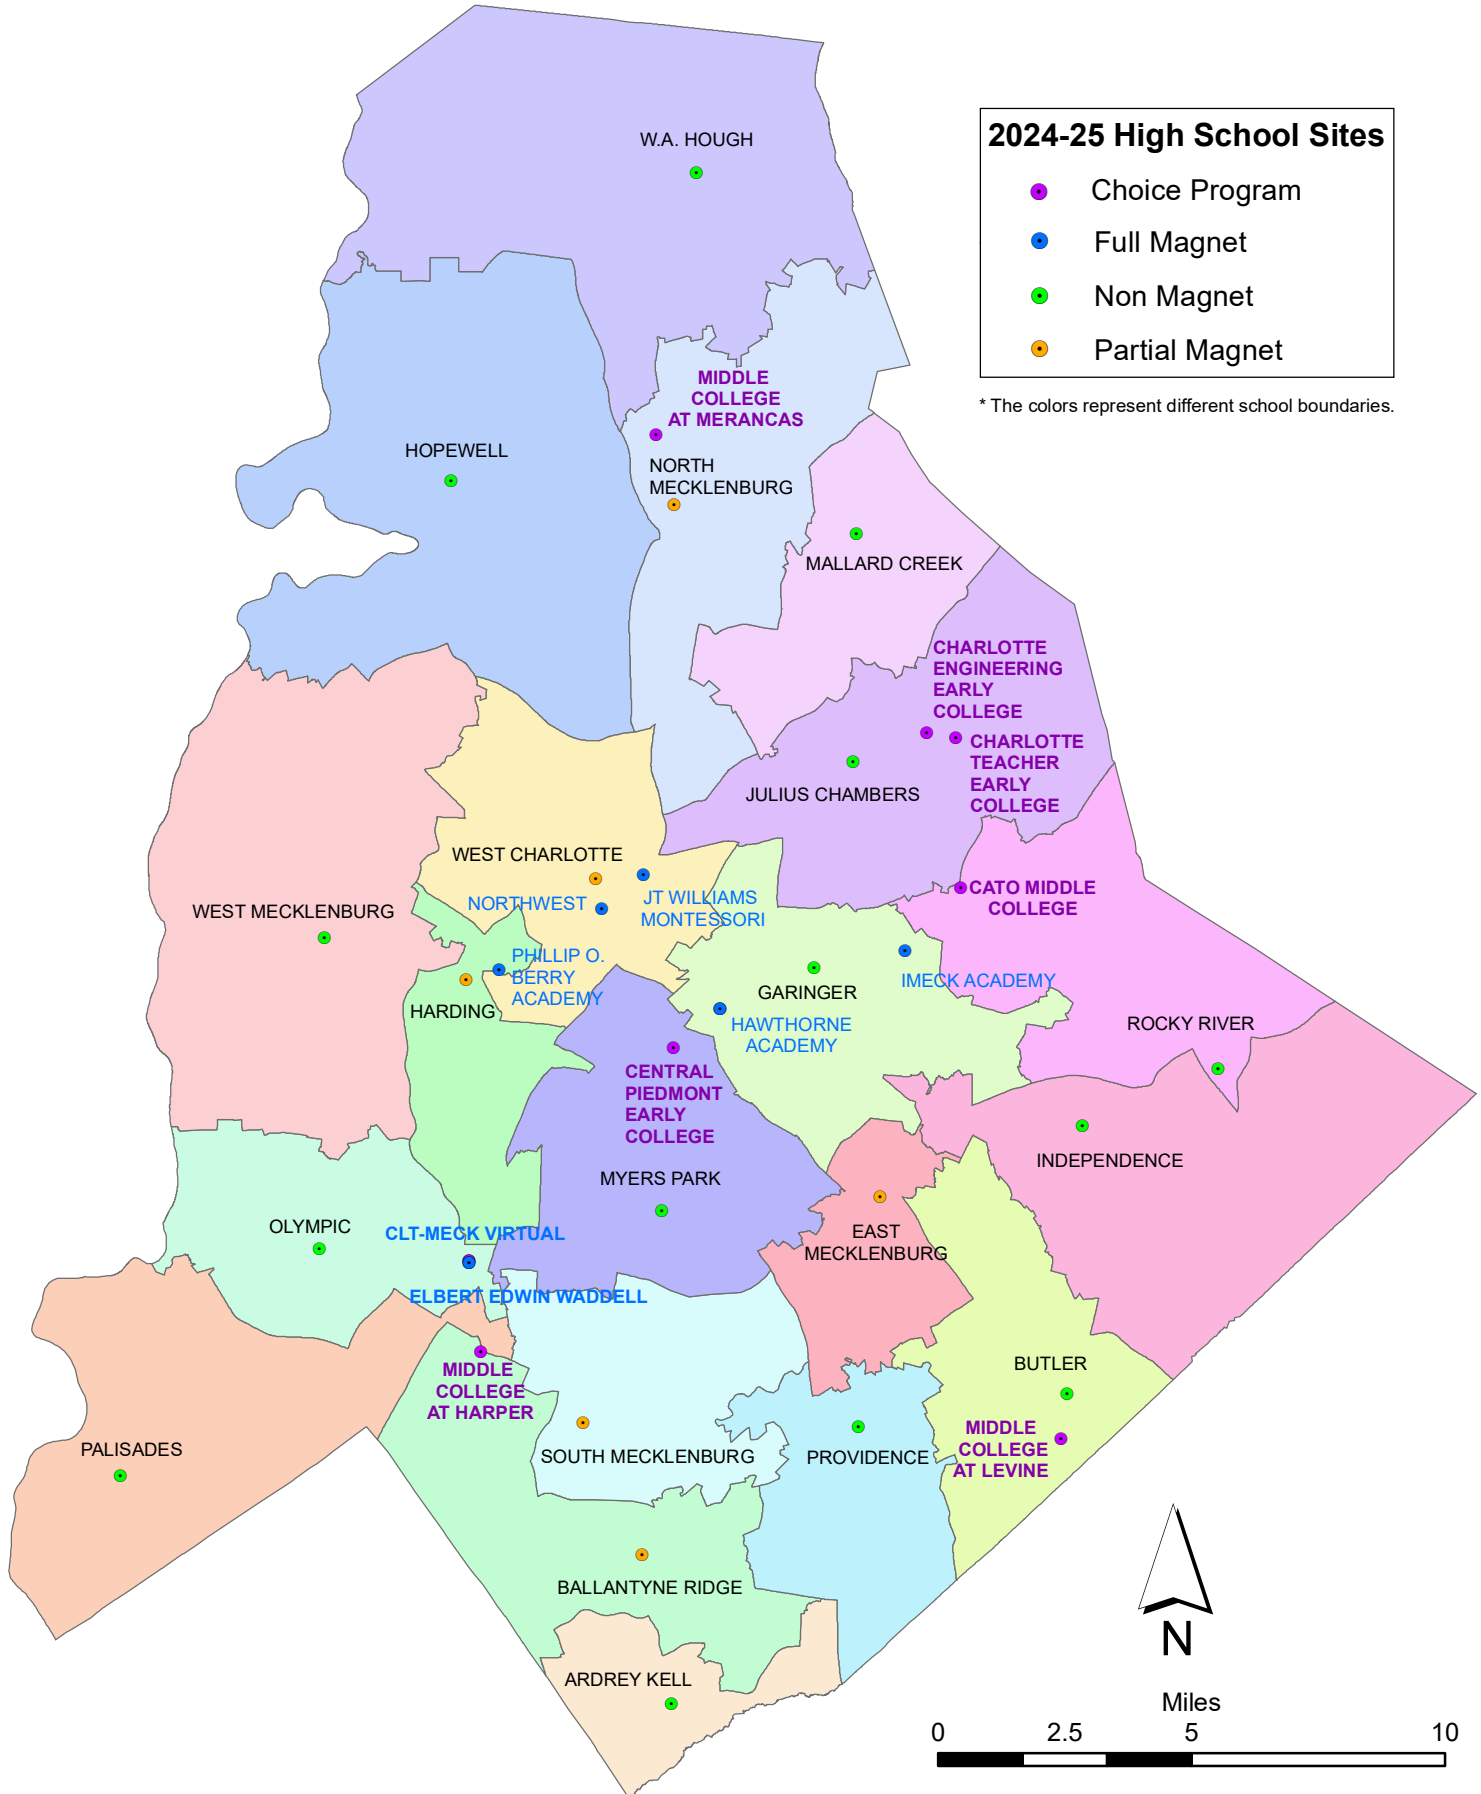 2024-25 High School Sites
Choice Program
Full Magnet
Non Magnet
Partial Magnet
* The colors represent different school boundaries.
W.A. HOUGH
MIDDLE
COLLEGE
AT MERANCAS
HOPEWELL
NORTH
MECKLENBURG
MALLARD CREEK
CHARLOTTE
ENGINEERING
EARLY
COLLEGE
CHARLOTTE
TEACHER
EARLY
COLLEGE
JULIUS CHAMBERS
WEST CHARLOTTE
NORTHWEST
JT WILLIAMS
MONTESSORI
CATO MIDDLE
COLLEGE
WEST MECKLENBURG
PHILLIP O.
BERRY
ACADEMY
HARDING
GARINGER
IMECK ACADEMY
HAWTHORNE
ACADEMY
ROCKY RIVER
CENTRAL
PIEDMONT
EARLY
COLLEGE
INDEPENDENCE
MYERS PARK
OLYMPIC
CLT-MECK VIRTUAL
EAST
MECKLENBURG
ELBERT EDWIN WADDELL
MIDDLE
COLLEGE
AT HARPER
BUTLER
MIDDLE
COLLEGE
AT LEVINE
PALISADES
SOUTH MECKLENBURG
PROVIDENCE
BALLANTYNE RIDGE
ARDREY KELL
N
Miles
0 2.5 5 10